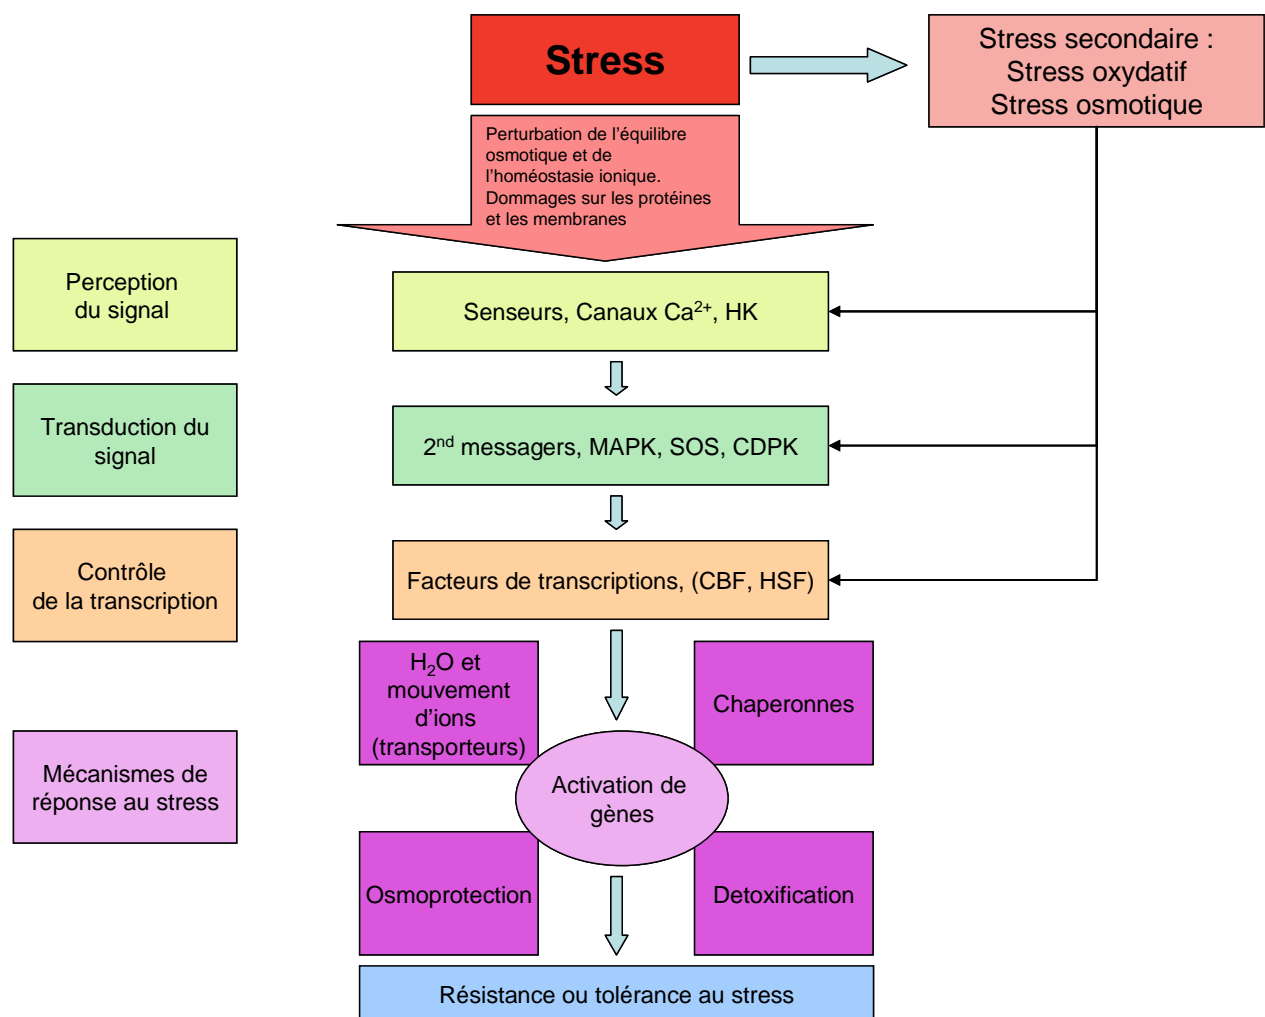 Stress
Stress secondaire :
Stress oxydatif
Stress osmotique
Perturbation de l'équilibre
osmotique et de
l'homéostasie ionique.
Dommages sur les protéines
et les membranes
Perception
du signal
Senseurs, Canaux Ca²⁺, HK
Transduction du
signal
2ⁿᵈ messagers, MAPK, SOS, CDPK
Contrôle
de la transcription
Facteurs de transcriptions, (CBF, HSF)
H₂O et
mouvement
d'ions
(transporteurs)
Chaperonnes
Mécanismes de
réponse au stress
Activation de
gènes
Osmoprotection
Detoxification
Résistance ou tolérance au stress